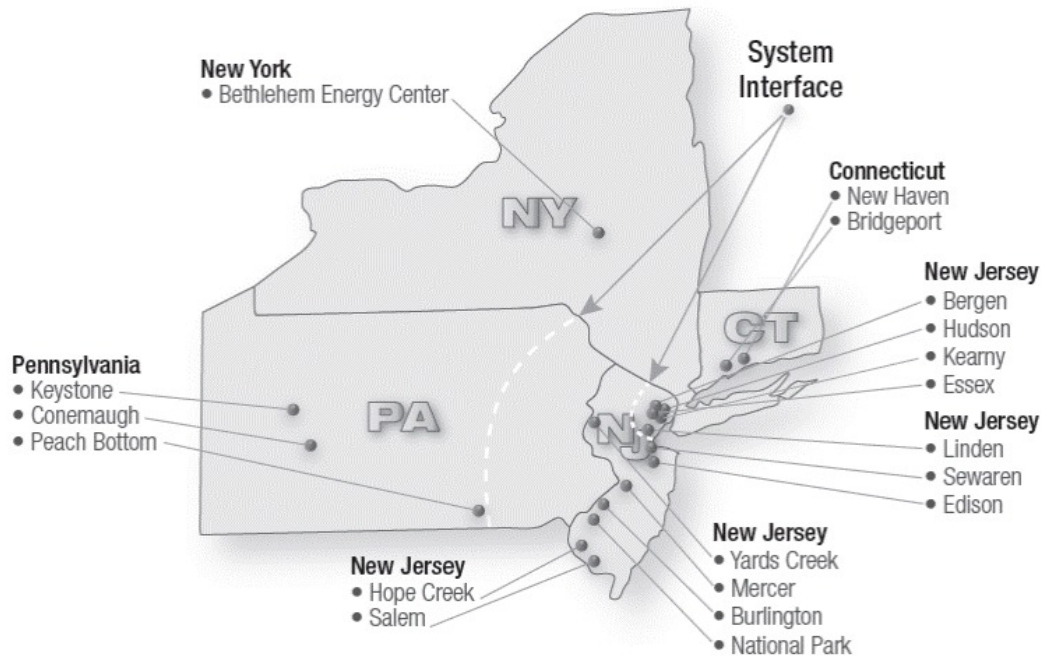 New York
• Bethlehem Energy Center
System
Interface
Connecticut
• New Haven
• Bridgeport
NY
New Jersey
• Bergen
• Hudson
• Kearny
• Essex
CT
Pennsylvania
• Keystone
• Conemaugh
• Peach Bottom
PA
NJ
New Jersey
• Linden
• Sewaren
• Edison
New Jersey
• Yards Creek
• Mercer
• Burlington
• National Park
New Jersey
• Hope Creek
• Salem